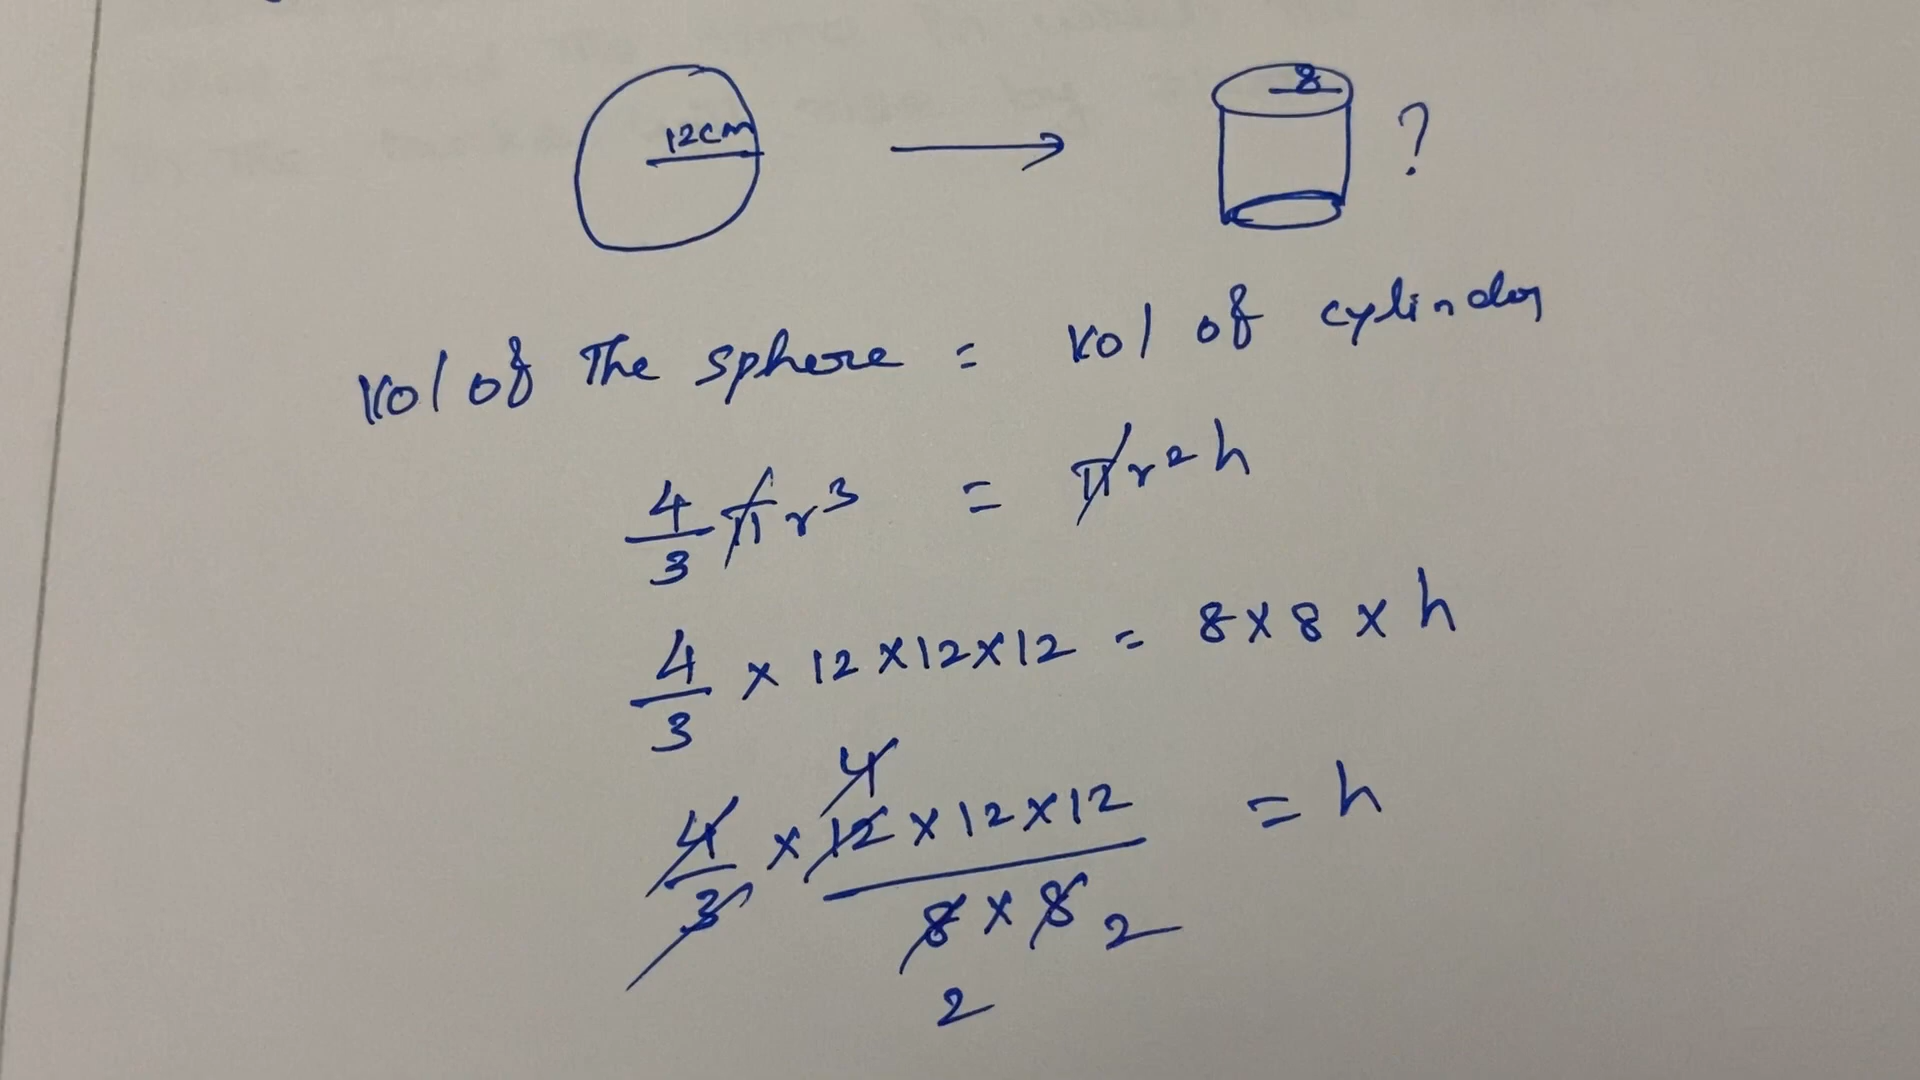 12cm 8 ?
Vol of The sphere = Vol of cylinder
4/3 πr³ = πr²h
4/3 × 12×12×12 = 8×8×h
4
4/3 × 12×12×12 / 8×8 = h
2
2